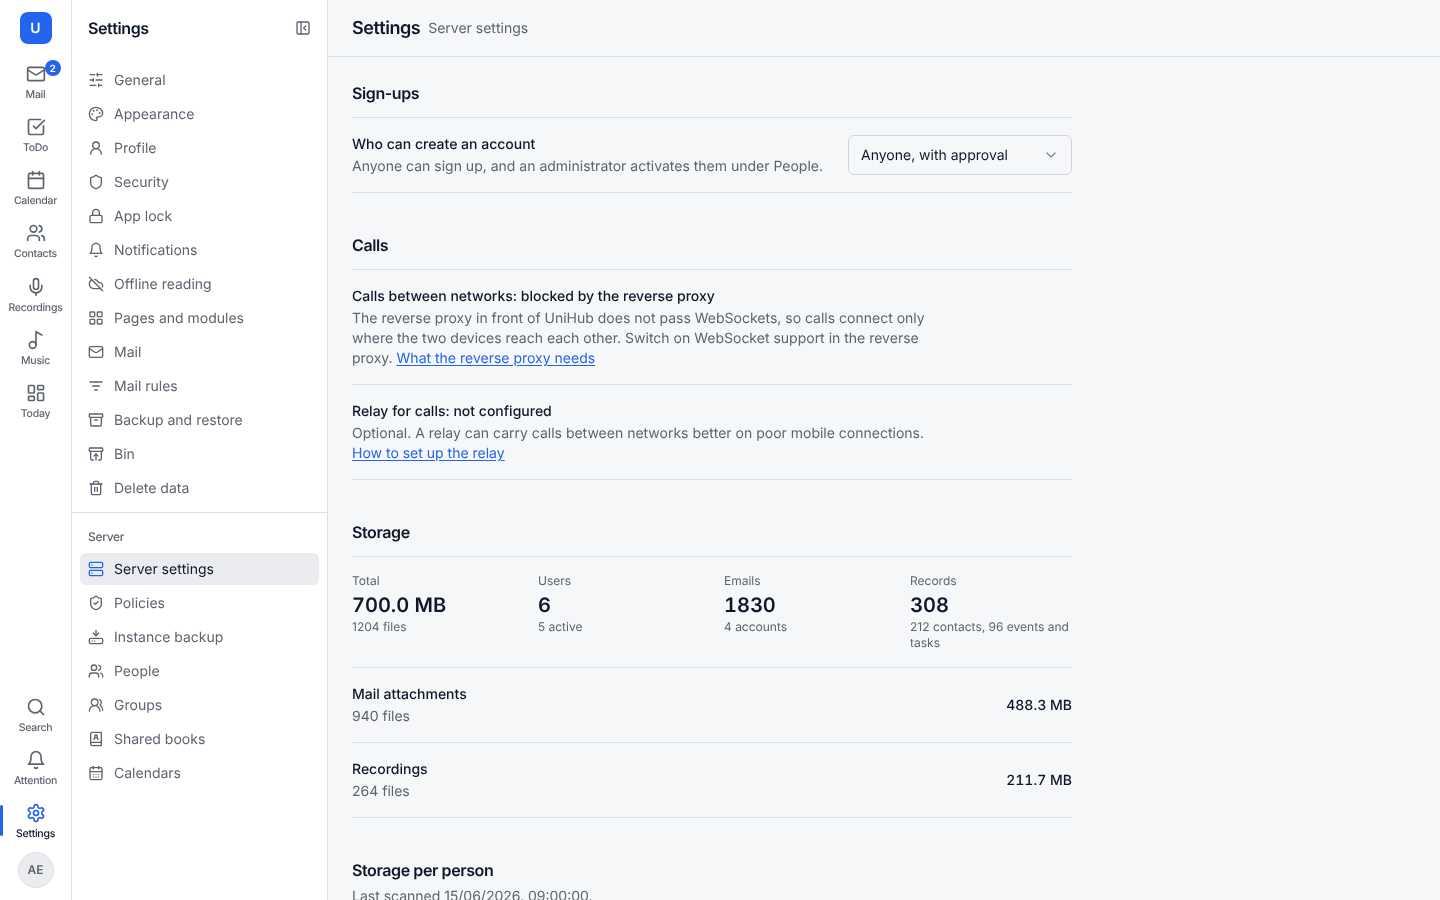 U
Settings
2
Mail
ToDo
Calendar
Contacts
Recordings
Music
Today
Search
Attention
Settings
AE
General
Appearance
Profile
Security
App lock
Notifications
Offline reading
Pages and modules
Mail
Mail rules
Backup and restore
Bin
Delete data
Server
Server settings
Policies
Instance backup
People
Groups
Shared books
Calendars
Settings Server settings
Sign-ups
Who can create an account
Anyone can sign up, and an administrator activates them under People.
Anyone, with approval
Calls
Calls between networks: blocked by the reverse proxy
The reverse proxy in front of UniHub does not pass WebSockets, so calls connect only
where the two devices reach each other. Switch on WebSocket support in the reverse
proxy. What the reverse proxy needs
Relay for calls: not configured
Optional. A relay can carry calls between networks better on poor mobile connections.
How to set up the relay
Storage
Total
700.0 MB
1204 files
Users
6
5 active
Emails
1830
4 accounts
Records
308
212 contacts, 96 events and
tasks
Mail attachments
940 files
488.3 MB
Recordings
264 files
211.7 MB
Storage per person
Last scanned 15/06/2026, 09:00:00.